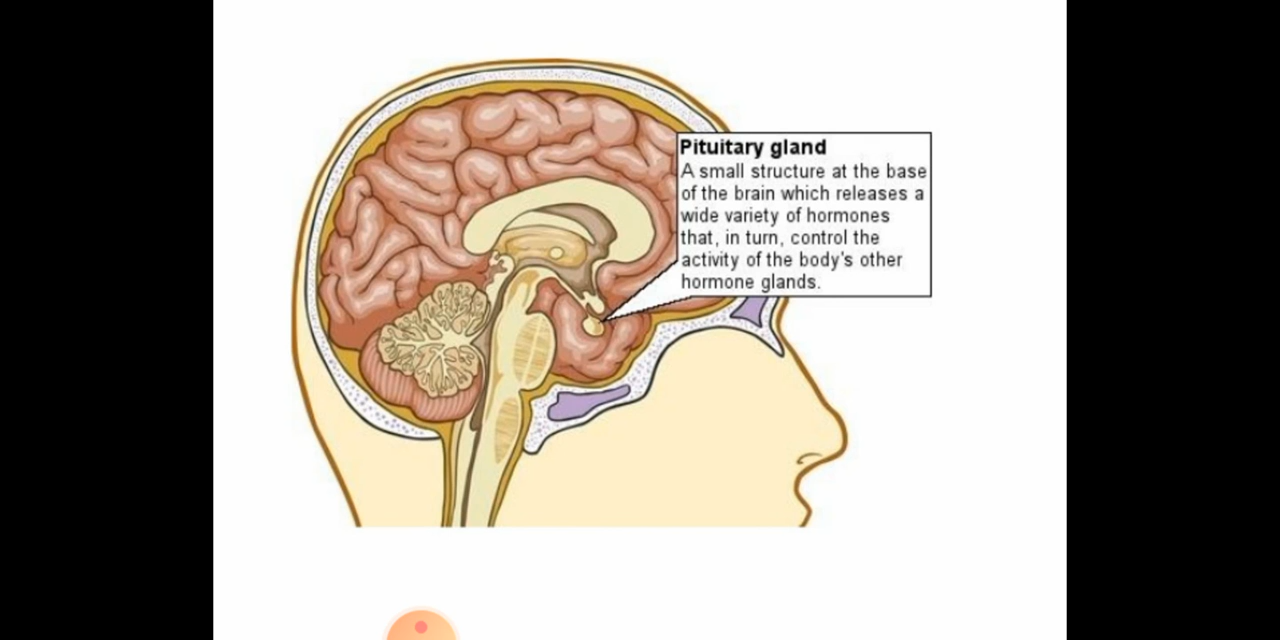 Pituitary gland
A small structure at the base
of the brain which releases a
wide variety of hormones
that, in turn, control the
activity of the body's other
hormone glands.